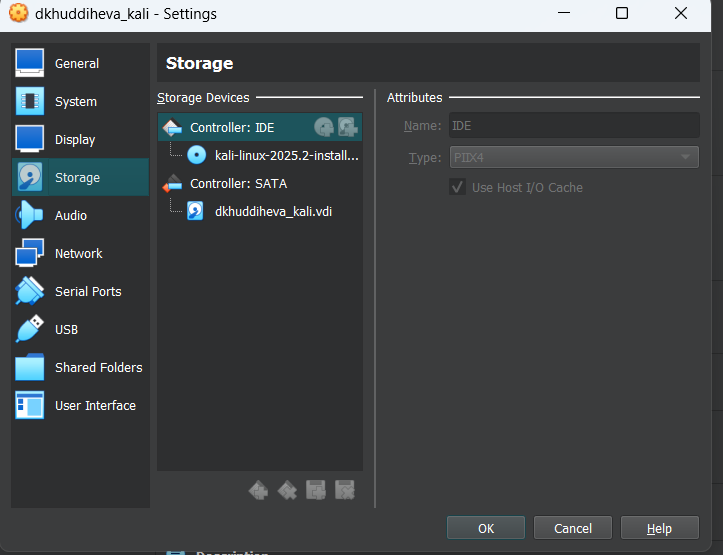 dkhuddiheva_kali - Settings
General
System
Display
Storage
Audio
Network
Serial Ports
USB
Shared Folders
User Interface
Storage
Storage Devices
Controller: IDE
kali-linux-2025.2-install...
Controller: SATA
dkhuddiheva_kali.vdi
Attributes
Name: IDE
Type: PIIX4
Use Host I/O Cache
OK Cancel Help
Description